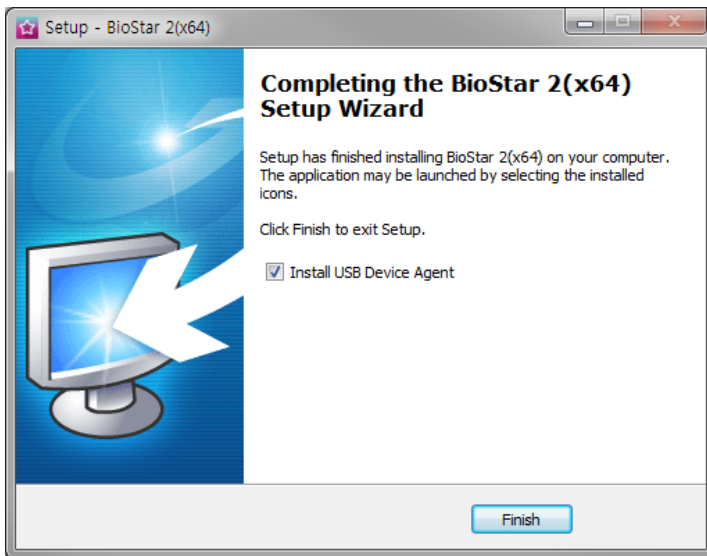 Setup - BioStar 2(x64)
Completing the BioStar 2(x64)
Setup Wizard
Setup has finished installing BioStar 2(x64) on your computer.
The application may be launched by selecting the installed
icons.
Click Finish to exit Setup.
Install USB Device Agent
Finish